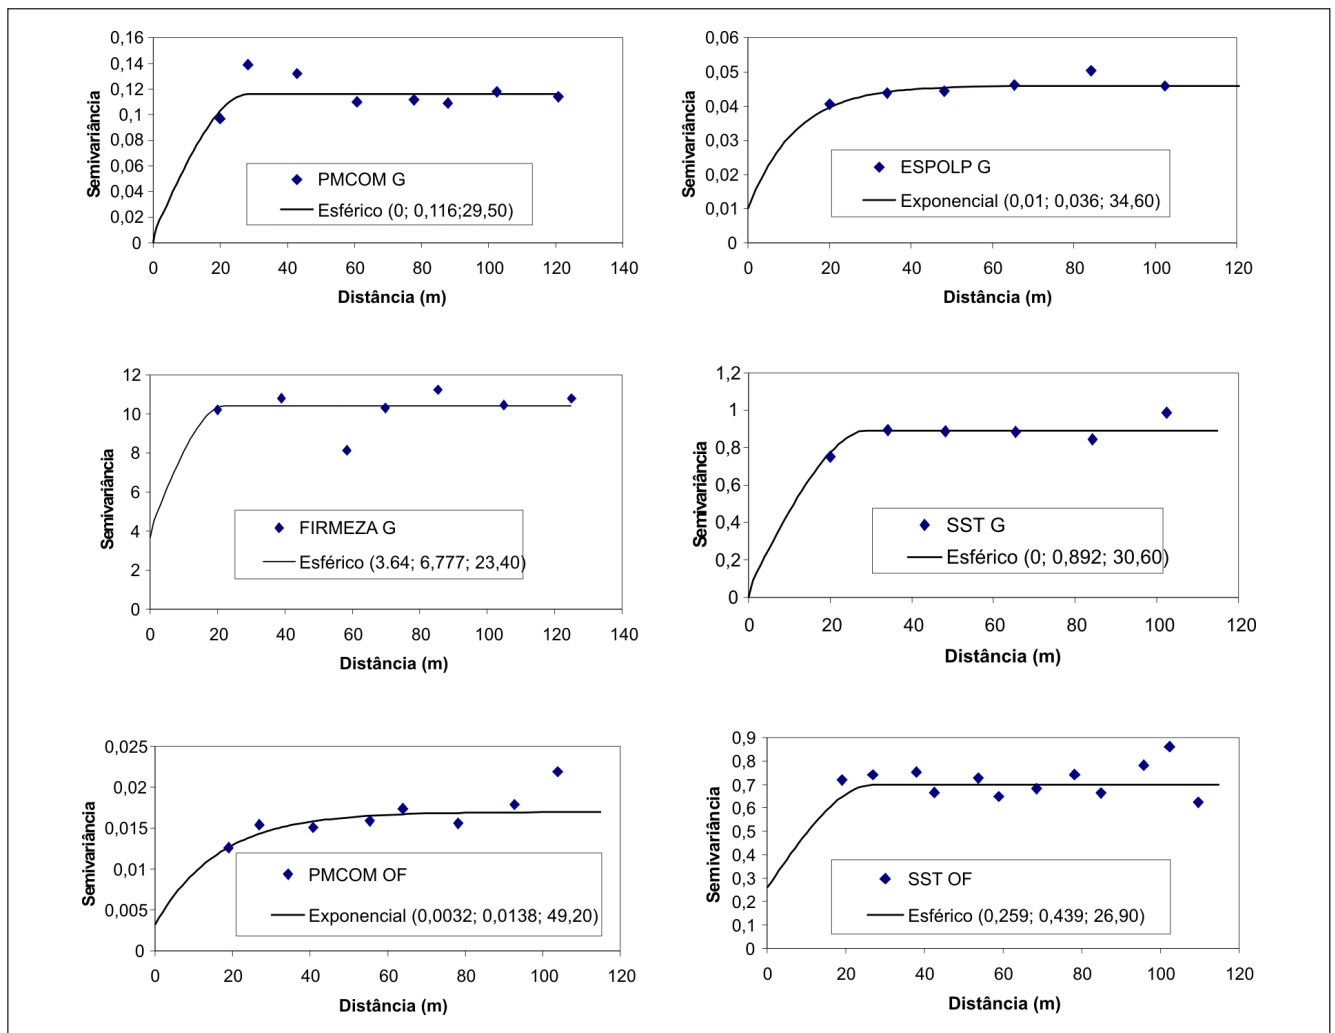 0,16
0,14
0,12
0,1
0,08
0,06
0,04
0,02
0
Semivariância
PMCOM G
Esférico (0; 0,116;29,50)
0 20 40 60 80 100 120 140
Distância (m)
0,06
0,05
0,04
0,03
0,02
0,01
0
Semivariância
ESPOLP G
Exponencial (0,01; 0,036; 34,60)
0 20 40 60 80 100 120
Distância (m)
12
10
8
6
4
2
0
Semivariância
FIRMEZA G
Esférico (3.64; 6,777; 23,40)
0 20 40 60 80 100 120 140
Distância (m)
1,2
1
0,8
0,6
0,4
0,2
0
Semivariância
SST G
Esférico (0; 0,892; 30,60)
0 20 40 60 80 100 120
Distância (m)
0,025
0,02
0,015
0,01
0,005
0
Semivariância
PMCOM OF
Exponencial (0,0032; 0,0138; 49,20)
0 20 40 60 80 100 120
Distância (m)
0,9
0,8
0,7
0,6
0,5
0,4
0,3
0,2
0,1
0
Semivariância
SST OF
Esférico (0,259; 0,439; 26,90)
0 20 40 60 80 100 120
Distância (m)